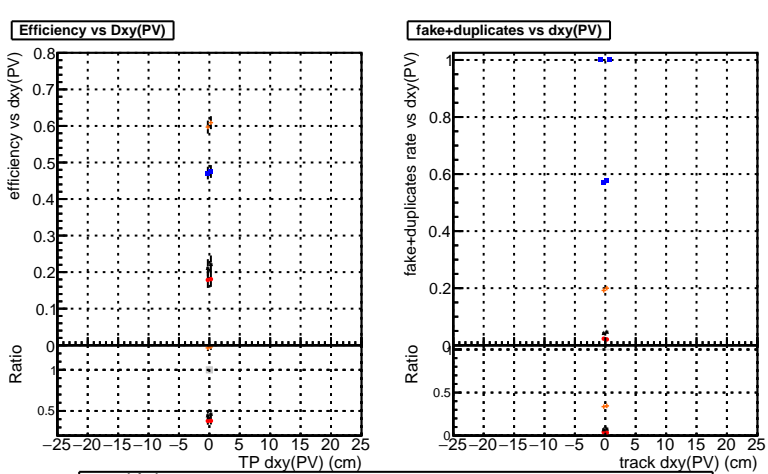 Efficiency vs Dxy(PV)
efficiency vs dxy(PV)
0.8
0.7
0.6
0.5
0.4
0.3
0.2
0.1
0
Ratio
1
0.5
−25 −20 −15 −10 −5 0 5 10 15 20 25
TP dxy(PV) (cm)
fake+duplicates vs dxy(PV)
fake+duplicates rate vs dxy(PV)
1
0.8
0.6
0.4
0.2
0
Ratio
1
0.5
0
−25 −20 −15 −10 −5 0 5 10 15 20 25
track dxy(PV) (cm)